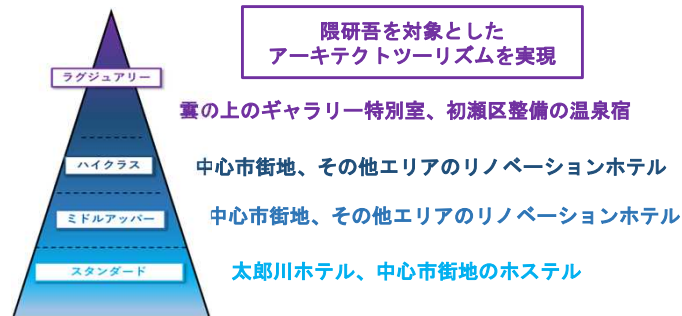 隈研吾を対象とした
アーキテクトツーリズムを実現
ラグジュアリー
雲の上のギャラリー特別室、初瀬区整備の温泉宿
ハイクラス
中心市街地、その他エリアのリノベーションホテル
ミドルアッパー
中心市街地、その他エリアのリノベーションホテル
スタンダード
太郎川ホテル、中心市街地のホステル